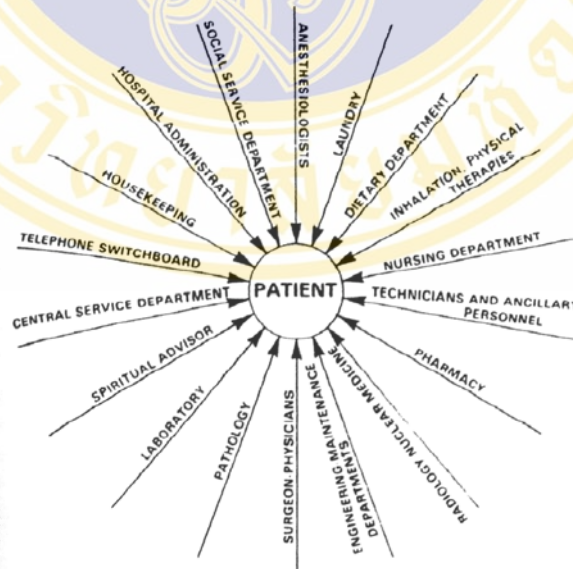 ANESTHESIOLOGISTS
LAUNDRY
DIETARY DEPARTMENT
INHALATION, PHYSICAL
THERAPIES
NURSING DEPARTMENT
TECHNICIANS AND ANCILLARY
PERSONNEL
PHARMACY
RADIOLOGY NUCLEAR MEDICINE
ENGINEERING MAINTENANCE
DEPARTMENTS
SURGEON-PHYSICIANS
PATHOLOGY
LABORATORY
SPIRITUAL ADVISOR
CENTRAL SERVICE DEPARTMENT
TELEPHONE SWITCHBOARD
HOUSEKEEPING
HOSPITAL ADMINISTRATION
SOCIAL SERVICE DEPARTMENT
PATIENT